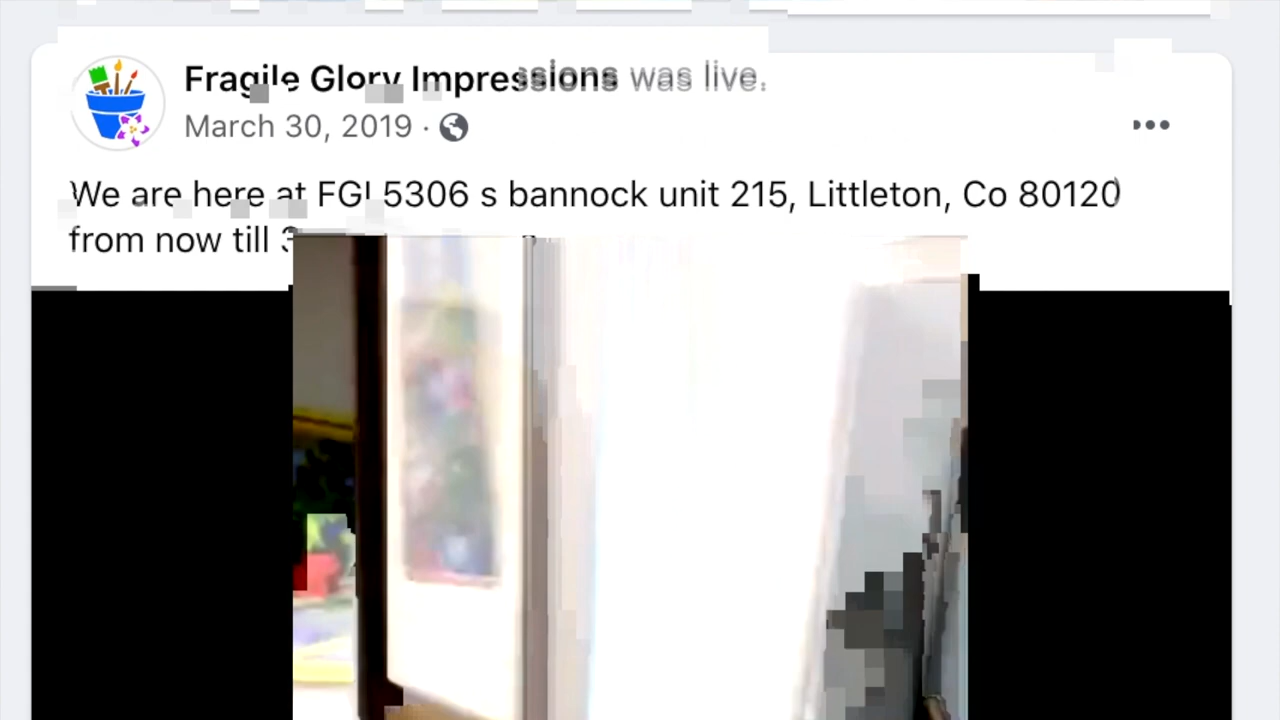 Fragile Glory Impressions was live.
March 30, 2019 ·
We are here at FGI 5306 s bannock unit 215, Littleton, Co 80120
from now till